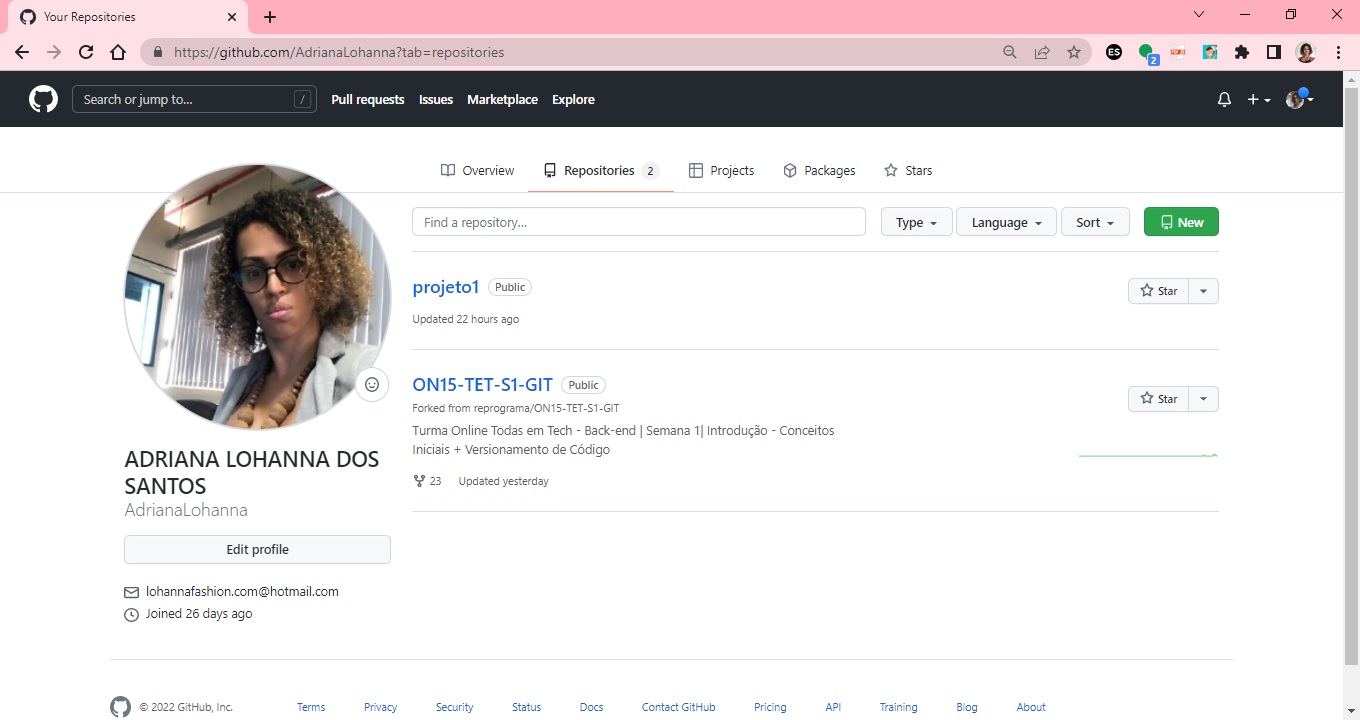 Your Repositories
https://github.com/AdrianaLohanna?tab=repositories
ES
2
Search or jump to...
/
Pull requests
Issues
Marketplace
Explore
Overview
Repositories 2
Projects
Packages
Stars
Find a repository...
Type
Language
Sort
New
projeto1 Public
Star
Updated 22 hours ago
ON15-TET-S1-GIT Public
Star
Forked from reprograma/ON15-TET-S1-GIT
Turma Online Todas em Tech - Back-end | Semana 1| Introdução - Conceitos
Iniciais + Versionamento de Código
23 Updated yesterday
ADRIANA LOHANNA DOS
SANTOS
AdrianaLohanna
Edit profile
lohannafashion.com@hotmail.com
Joined 26 days ago
© 2022 GitHub, Inc.
Terms
Privacy
Security
Status
Docs
Contact GitHub
Pricing
API
Training
Blog
About